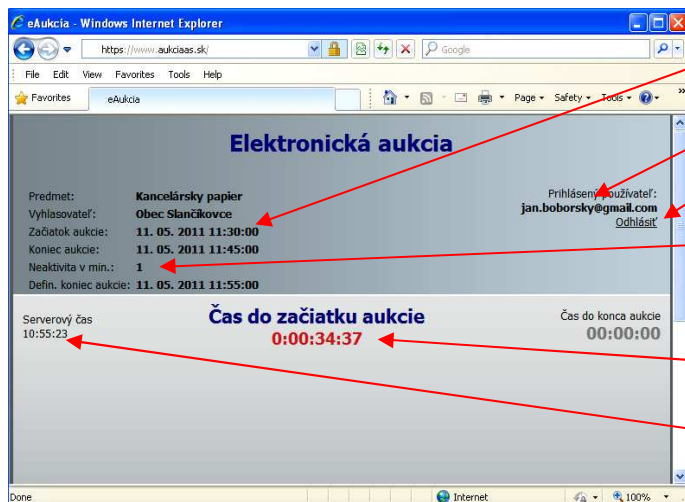 eAukcia - Windows Internet Explorer
https://www.aukciaas.sk/
Google
File Edit View Favorites Tools Help
Favorites eAukcia Page Safety Tools »
Elektronická aukcia
Predmet: Kancelársky papier
Vyhlasovateľ: Obec Slančíkovce
Začiatok aukcie: 11. 05. 2011 11:30:00
Koniec aukcie: 11. 05. 2011 11:45:00
Neaktivita v min.: 1
Defin. koniec aukcie: 11. 05. 2011 11:55:00
Prihlásený používateľ:
jan.boborsky@gmail.com
Odhlásiť
Serverový čas
10:55:23
Čas do začiatku aukcie
0:00:34:37
Čas do konca aukcie
00:00:00
Done Internet 100%